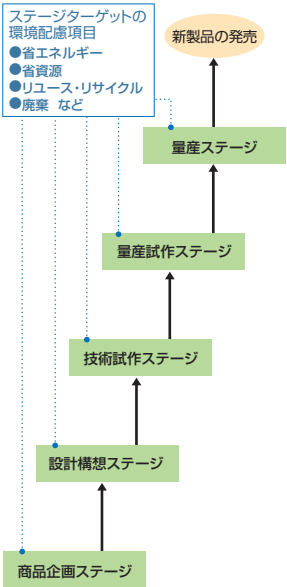 ステージターゲットの
環境配慮項目
●省エネルギー
●省資源
●リユース・リサイクル
●廃棄 など
新製品の発売
量産ステージ
量産試作ステージ
技術試作ステージ
設計構想ステージ
商品企画ステージ